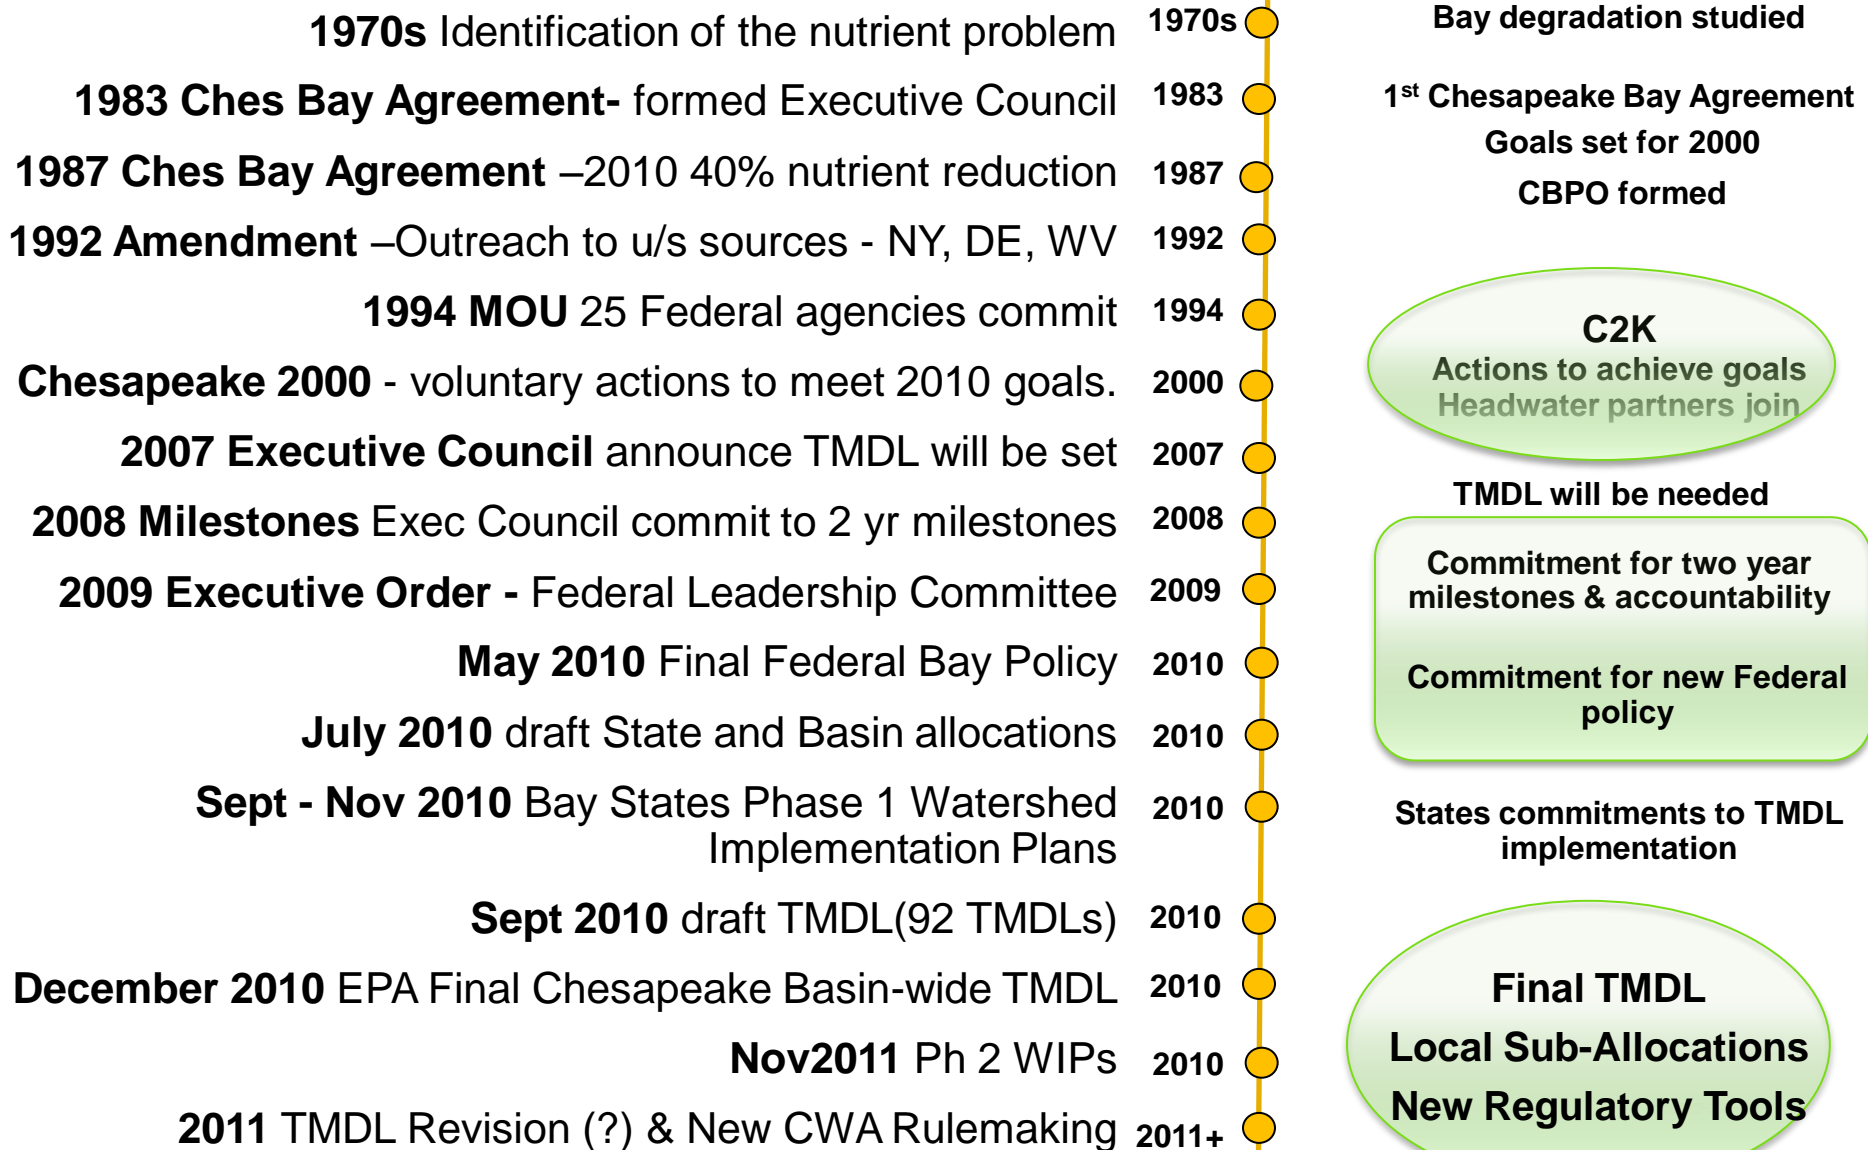 1970s Identification of the nutrient problem
1970s
Bay degradation studied
1983 Ches Bay Agreement- formed Executive Council
1983
1st Chesapeake Bay Agreement
Goals set for 2000
1987 Ches Bay Agreement –2010 40% nutrient reduction
1987
CBPO formed
1992 Amendment –Outreach to u/s sources - NY, DE, WV
1992
1994 MOU 25 Federal agencies commit
1994
C2K
Actions to achieve goals
Headwater partners join
Chesapeake 2000 - voluntary actions to meet 2010 goals.
2000
2007 Executive Council announce TMDL will be set
2007
TMDL will be needed
2008 Milestones Exec Council commit to 2 yr milestones
2008
Commitment for two year
milestones & accountability
2009 Executive Order - Federal Leadership Committee
2009
May 2010 Final Federal Bay Policy
2010
Commitment for new Federal
policy
July 2010 draft State and Basin allocations
2010
Sept - Nov 2010 Bay States Phase 1 Watershed
Implementation Plans
2010
States commitments to TMDL
implementation
Sept 2010 draft TMDL(92 TMDLs)
2010
December 2010 EPA Final Chesapeake Basin-wide TMDL
2010
Final TMDL
Local Sub-Allocations
New Regulatory Tools
Nov2011 Ph 2 WIPs
2010
2011 TMDL Revision (?) & New CWA Rulemaking
2011+